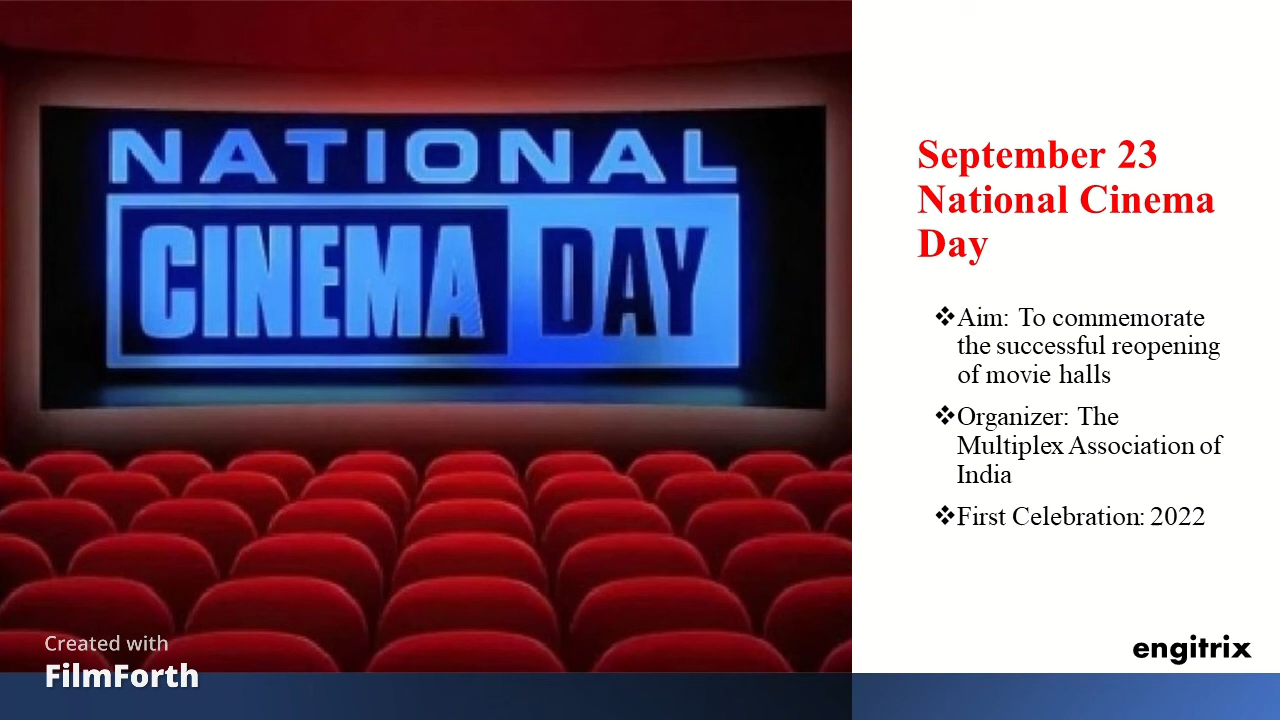 NATIONAL
CINEMA DAY
September 23
National Cinema
Day
❖Aim: To commemorate
the successful reopening
of movie halls
❖Organizer: The
Multiplex Association of
India
❖First Celebration: 2022
Created with
FilmForth
engitrix